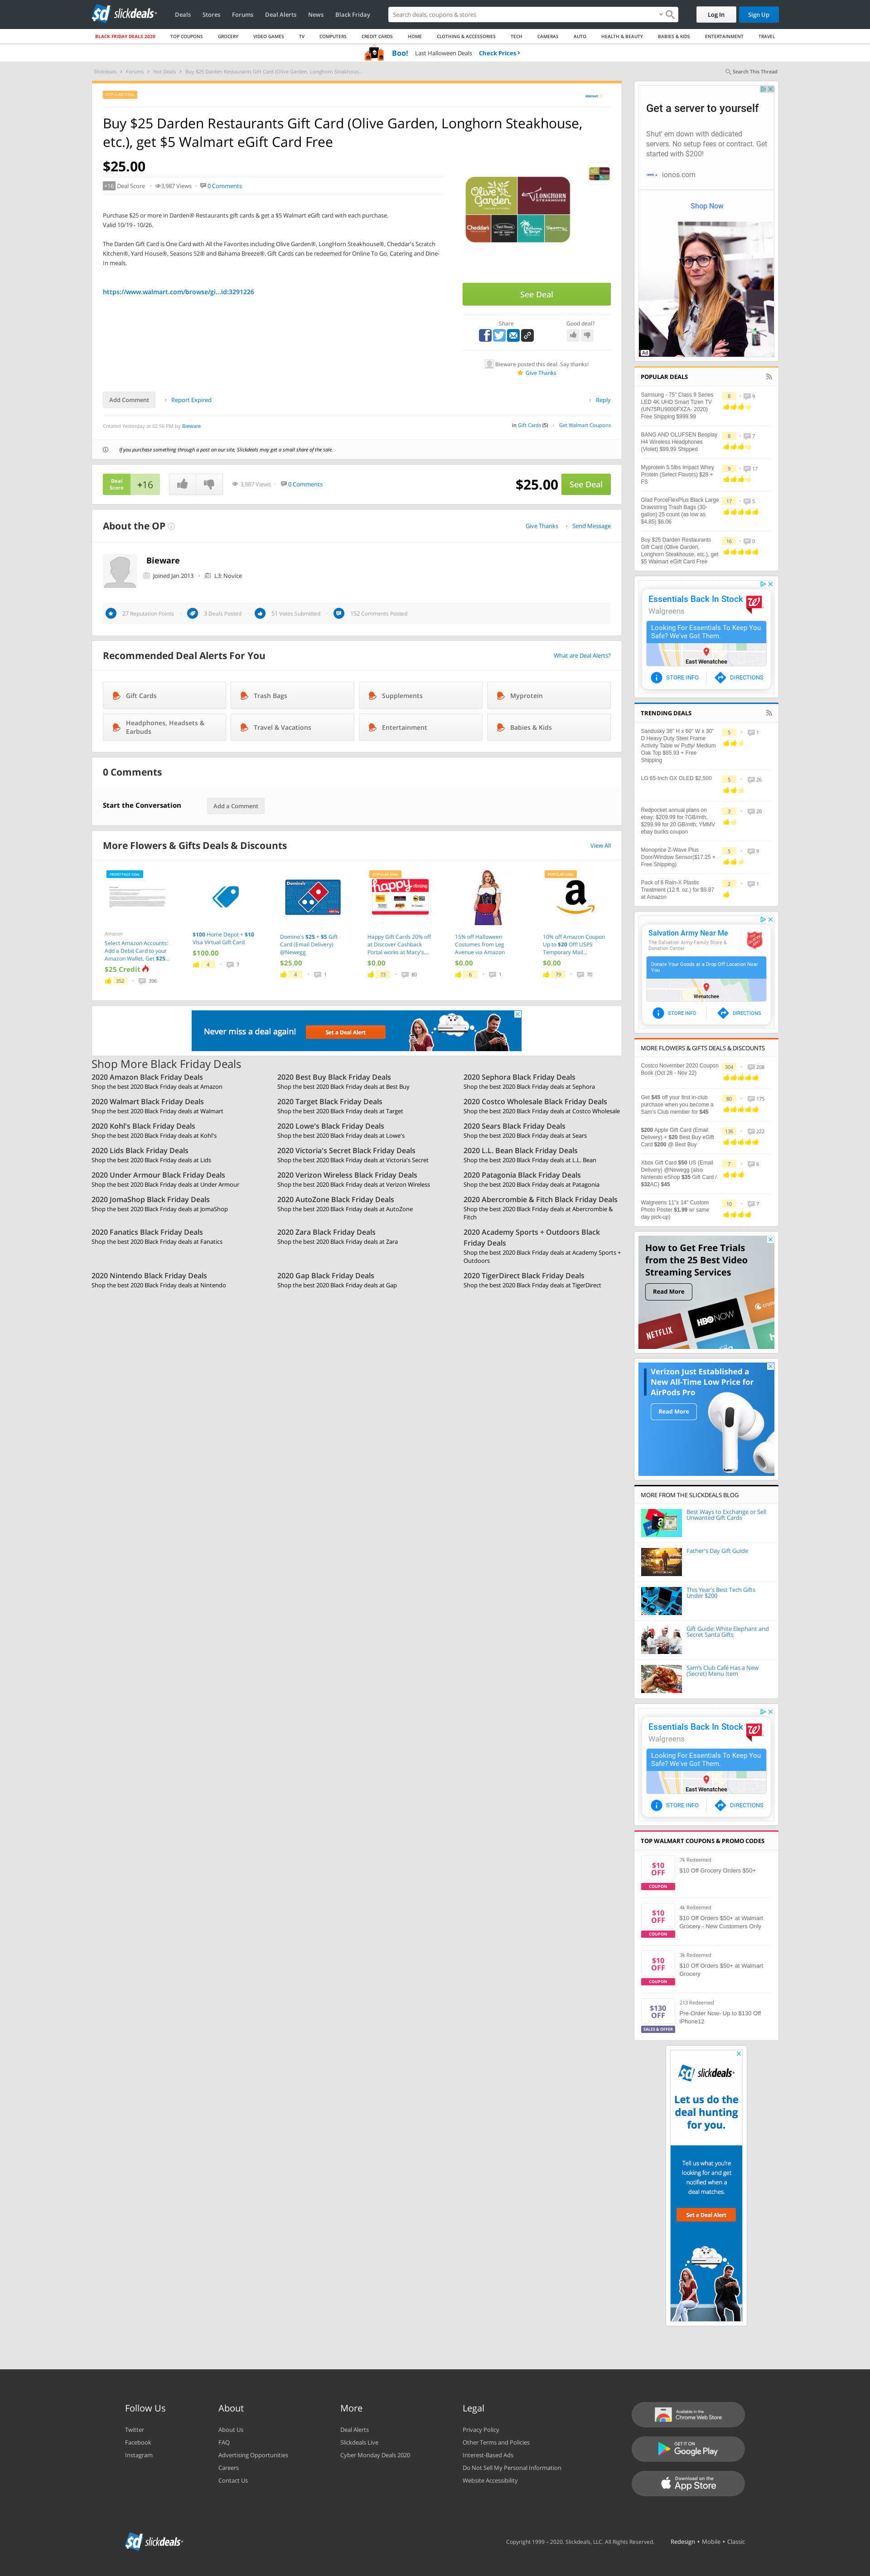 slickdeals
Deals Stores Forums Deal Alerts News Black Friday
Search deals, coupons & stores
Log In Sign Up
BLACK FRIDAY DEALS 2020 TOP COUPONS GROCERY VIDEO GAMES TV COMPUTERS CREDIT CARDS HOME CLOTHING & ACCESSORIES TECH CAMERAS AUTO HEALTH & BEAUTY BABIES & KIDS ENTERTAINMENT TRAVEL
Boo! Last Halloween Deals Check Prices
Slickdeals Forums Hot Deals Buy $25 Darden Restaurants Gift Card (Olive Garden, Longhorn Steakhous...
Search This Thread
POPULAR DEAL
Walmart
Buy $25 Darden Restaurants Gift Card (Olive Garden, Longhorn Steakhouse,
etc.), get $5 Walmart eGift Card Free
$25.00
+16 Deal Score 3,987 Views 0 Comments
Purchase $25 or more in Darden® Restaurants gift cards & get a $5 Walmart eGift card with each purchase.
Valid 10/19 - 10/26.
The Darden Gift Card is One Card with All the Favorites including Olive Garden®, LongHorn Steakhouse®, Cheddar's Scratch
Kitchen®, Yard House®, Seasons 52® and Bahama Breeze®. Gift Cards can be redeemed for Online To Go, Catering and Dine-
In meals.
https://www.walmart.com/browse/gi...id:3291226
Olive Garden
LONGHORN
STEAKHOUSE
Cheddar's
See Deal
Share Good deal?
Bieware posted this deal. Say thanks!
Give Thanks
Add Comment Report Expired Reply
Created Yesterday at 02:56 PM by Bieware
in Gift Cards (5) Get Walmart Coupons
If you purchase something through a post on our site, Slickdeals may get a small share of the sale.
Deal
Score
+16
3,987 Views 0 Comments
$25.00 See Deal
About the OP
Give Thanks Send Message
Bieware
Joined Jan 2013 L3: Novice
27 Reputation Points 3 Deals Posted 51 Votes Submitted 152 Comments Posted
Recommended Deal Alerts For You
What are Deal Alerts?
Gift Cards Trash Bags Supplements Myprotein
Headphones, Headsets &
Earbuds
Travel & Vacations Entertainment Babies & Kids
0 Comments
Start the Conversation Add a Comment
More Flowers & Gifts Deals & Discounts
View All
FRONTPAGE DEAL
Amazon
Select Amazon Accounts:
Add a Debit Card to your
Amazon Wallet, Get $25...
$25 Credit
352 396
$100 Home Depot + $10
Visa Virtual Gift Card
$100.00
4 7
Domino's
Domino's $25 + $5 Gift
Card (Email Delivery)
@Newegg
$25.00
4 1
POPULAR DEAL
happy dining
Happy Gift Cards 20% off
at Discover Cashback
Portal works at Macy's,...
$0.00
73 80
15% off Halloween
Costumes from Leg
Avenue via Amazon
$0.00
6 1
POPULAR DEAL
a
10% off Amazon Coupon
Up to $20 Off! USPS
Temporary Mail...
$0.00
79 70
Never miss a deal again! Set a Deal Alert
Shop More Black Friday Deals
2020 Amazon Black Friday Deals
Shop the best 2020 Black Friday deals at Amazon
2020 Best Buy Black Friday Deals
Shop the best 2020 Black Friday deals at Best Buy
2020 Sephora Black Friday Deals
Shop the best 2020 Black Friday deals at Sephora
2020 Walmart Black Friday Deals
Shop the best 2020 Black Friday deals at Walmart
2020 Target Black Friday Deals
Shop the best 2020 Black Friday deals at Target
2020 Costco Wholesale Black Friday Deals
Shop the best 2020 Black Friday deals at Costco Wholesale
2020 Kohl's Black Friday Deals
Shop the best 2020 Black Friday deals at Kohl's
2020 Lowe's Black Friday Deals
Shop the best 2020 Black Friday deals at Lowe's
2020 Sears Black Friday Deals
Shop the best 2020 Black Friday deals at Sears
2020 Lids Black Friday Deals
Shop the best 2020 Black Friday deals at Lids
2020 Victoria's Secret Black Friday Deals
Shop the best 2020 Black Friday deals at Victoria's Secret
2020 L.L. Bean Black Friday Deals
Shop the best 2020 Black Friday deals at L.L. Bean
2020 Under Armour Black Friday Deals
Shop the best 2020 Black Friday deals at Under Armour
2020 Verizon Wireless Black Friday Deals
Shop the best 2020 Black Friday deals at Verizon Wireless
2020 Patagonia Black Friday Deals
Shop the best 2020 Black Friday deals at Patagonia
2020 JomaShop Black Friday Deals
Shop the best 2020 Black Friday deals at JomaShop
2020 AutoZone Black Friday Deals
Shop the best 2020 Black Friday deals at AutoZone
2020 Abercrombie & Fitch Black Friday Deals
Shop the best 2020 Black Friday deals at Abercrombie &
Fitch
2020 Fanatics Black Friday Deals
Shop the best 2020 Black Friday deals at Fanatics
2020 Zara Black Friday Deals
Shop the best 2020 Black Friday deals at Zara
2020 Academy Sports + Outdoors Black
Friday Deals
Shop the best 2020 Black Friday deals at Academy Sports +
Outdoors
2020 Nintendo Black Friday Deals
Shop the best 2020 Black Friday deals at Nintendo
2020 Gap Black Friday Deals
Shop the best 2020 Black Friday deals at Gap
2020 TigerDirect Black Friday Deals
Shop the best 2020 Black Friday deals at TigerDirect
Get a server to yourself
Shut' em down with dedicated
servers. No setup fees or contract. Get
started with $200!
ionos.com
Shop Now
Ad
POPULAR DEALS
Samsung - 75" Class 9 Series
LED 4K UHD Smart Tizen TV
(UN75RU9000FXZA- 2020)
Free Shipping $999.99
6 9
BANG AND OLUFSEN Beoplay
H4 Wireless Headphones
(Violet) $99.99 Shipped
8 7
Myprotein 5.5lbs Impact Whey
Protein (Select Flavors) $28 +
FS
9 17
Glad ForceFlexPlus Black Large
Drawstring Trash Bags (30-
gallon) 25 count (as low as
$4.85) $6.06
17 5
Buy $25 Darden Restaurants
Gift Card (Olive Garden,
Longhorn Steakhouse, etc.), get
$5 Walmart eGift Card Free
16 0
Essentials Back In Stock
Walgreens
Looking For Essentials To Keep You
Safe? We've Got Them.
East Wenatchee
STORE INFO DIRECTIONS
TRENDING DEALS
Sandusky 36" H x 60" W x 30"
D Heavy Duty Steel Frame
Activity Table w/ Putty/ Medium
Oak Top $85.93 + Free
Shipping
5 1
LG 65-Inch GX OLED $2,500
5 26
Redpocket annual plans on
ebay: $209.99 for 7GB/mth.
$299.99 for 20 GB/mth; YMMV
ebay bucks coupon
3 20
Monoprice Z-Wave Plus
Door/Window Sensor($17.25 +
Free Shipping)
5 9
Pack of 6 Rain-X Plastic
Treatment (12 fl. oz.) for $9.87
at Amazon
2 1
Salvation Army Near Me
The Salvation Army Family Store &
Donation Center
Donate Your Goods at a Drop Off Location Near
You
Wenatchee
STORE INFO DIRECTIONS
MORE FLOWERS & GIFTS DEALS & DISCOUNTS
Costco November 2020 Coupon
Book (Oct 28 - Nov 22)
304 208
Get $45 off your first in-club
purchase when you become a
Sam's Club member for $45
80 175
$200 Apple Gift Card (Email
Delivery) + $20 Best Buy eGift
Card $200 @ Best Buy
136 222
Xbox Gift Card $50 US (Email
Delivery) @Newegg (also
Nintendo eShop $35 Gift Card /
$32AC) $45
7 6
Walgreens 11"x 14" Custom
Photo Poster $1.99 w/ same
day pick-up)
10 7
How to Get Free Trials
from the 25 Best Video
Streaming Services
Read More
NETFLIX HBO NOW
Verizon Just Established a
New All-Time Low Price for
AirPods Pro
Read More
MORE FROM THE SLICKDEALS BLOG
Best Ways to Exchange or Sell
Unwanted Gift Cards
Father's Day Gift Guide
This Year's Best Tech Gifts
Under $200
Gift Guide: White Elephant and
Secret Santa Gifts
Sam's Club Café Has a New
(Secret) Menu Item
Essentials Back In Stock
Walgreens
Looking For Essentials To Keep You
Safe? We've Got Them.
East Wenatchee
STORE INFO DIRECTIONS
TOP WALMART COUPONS & PROMO CODES
$10
OFF
COUPON
7k Redeemed
$10 Off Grocery Orders $50+
$10
OFF
COUPON
4k Redeemed
$10 Off Orders $50+ at Walmart
Grocery - New Customers Only
$10
OFF
COUPON
3k Redeemed
$10 Off Orders $50+ at Walmart
Grocery
$130
OFF
SALES & OFFER
213 Redeemed
Pre-Order Now- Up to $130 Off
iPhone12
slickdeals
Let us do the
deal hunting
for you.
Tell us what you're
looking for and get
notified when a
deal matches.
Set a Deal Alert
Follow Us
Twitter
Facebook
Instagram
About
About Us
FAQ
Advertising Opportunities
Careers
Contact Us
More
Deal Alerts
Slickdeals Live
Cyber Monday Deals 2020
Legal
Privacy Policy
Other Terms and Policies
Interest-Based Ads
Do Not Sell My Personal Information
Website Accessibility
Available in the
Chrome Web Store
GET IT ON
Google Play
Download on the
App Store
slickdeals
Copyright 1999 - 2020. Slickdeals, LLC. All Rights Reserved. Redesign • Mobile • Classic